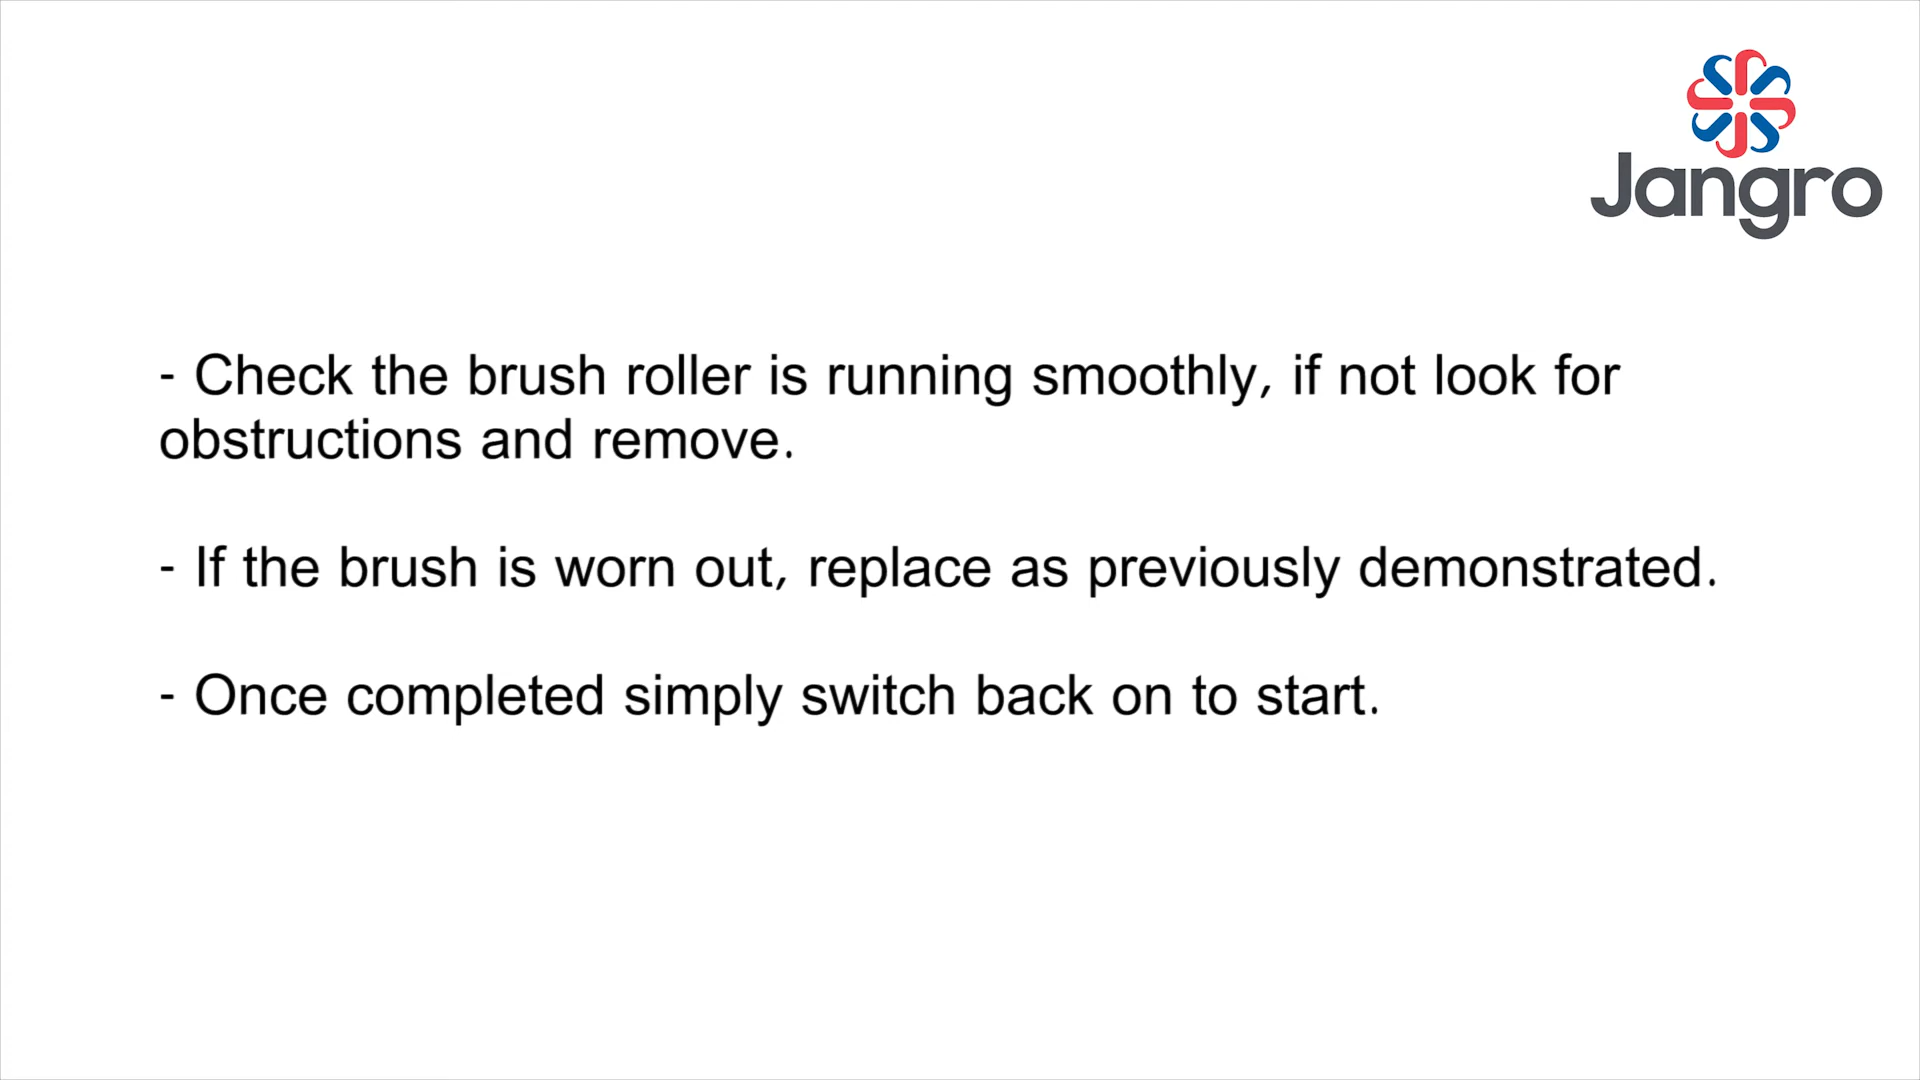 Jangro
- Check the brush roller is running smoothly, if not look for
obstructions and remove.
- If the brush is worn out, replace as previously demonstrated.
- Once completed simply switch back on to start.